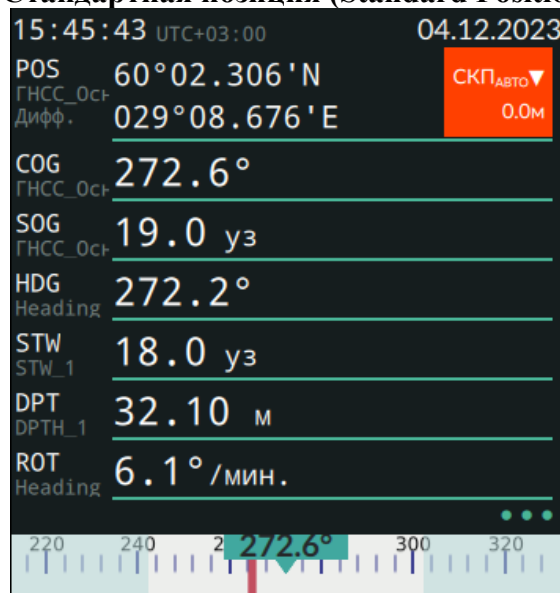 15:45:43 UTC+03:00 04.12.2023
POS 60°02.306'N СКПАВТО▼
ГНСС_Осн
Дифф. 029°08.676'E 0.0м
COG 272.6°
ГНСС_Осн
SOG 19.0 уз
ГНСС_Осн
HDG 272.2°
Heading
STW 18.0 уз
STW_1
DPT 32.10 м
DPTH_1
ROT 6.1°/мин.
Heading
220 240 2 272.6° 300 320